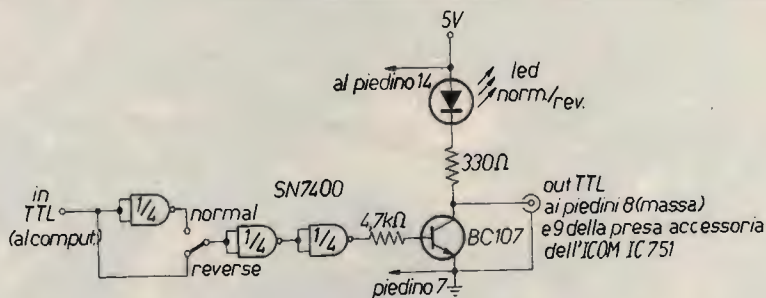 5V
al piedino 14
led
norm./rev.
330Ω
SN7400
in
TTL
(al comput.)
1/4
normal
reverse
1/4
1/4
4,7kΩ
BC107
out TTL
ai piedini 8 (massa)
e 9 della presa accessoria
dell'ICOM IC 751
piedino 7